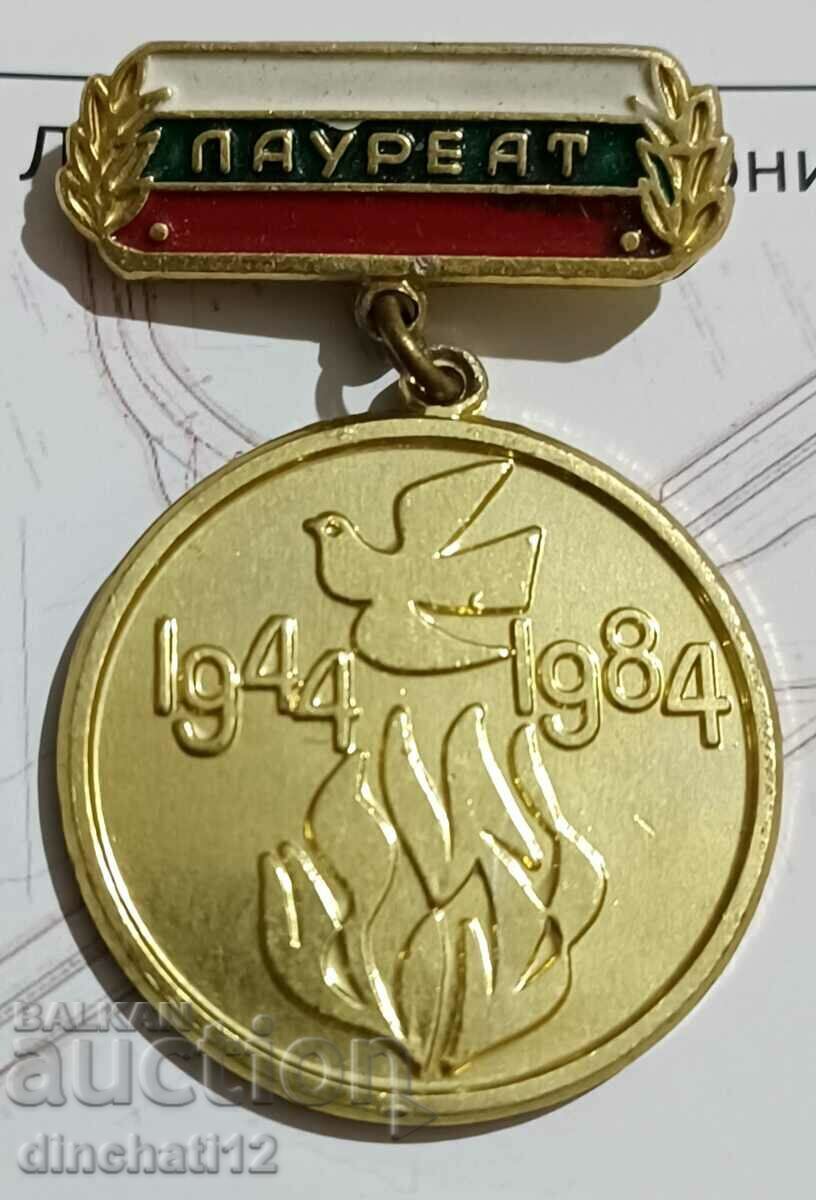 ЛАУРЕАТ
1944 1984
BALKAN
auction
dinchati12